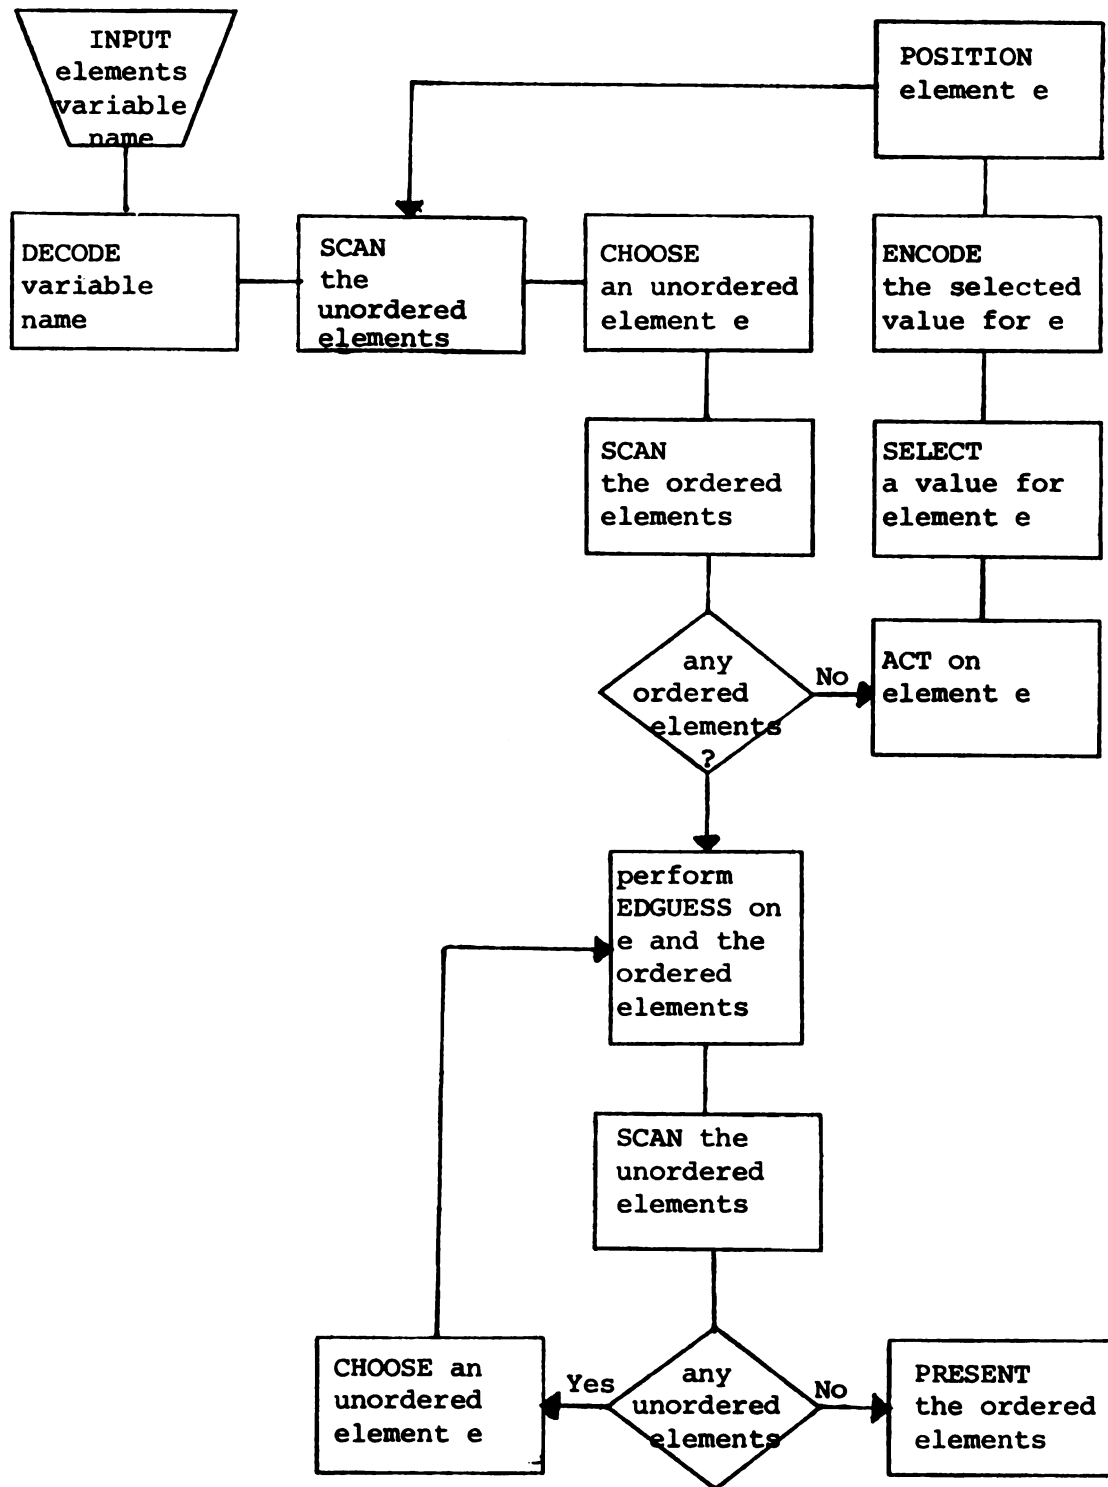 INPUT
elements
variable
name
DECODE
variable
name
SCAN
the
unordered
elements
CHOOSE
an unordered
element e
SCAN
the ordered
elements
any
ordered
elements
?
No
ACT on
element e
SELECT
a value for
element e
ENCODE
the selected
value for e
POSITION
element e
perform
EDGUESS on
e and the
ordered
elements
SCAN the
unordered
elements
any
unordered
elements
Yes
CHOOSE an
unordered
element e
No
PRESENT
the ordered
elements